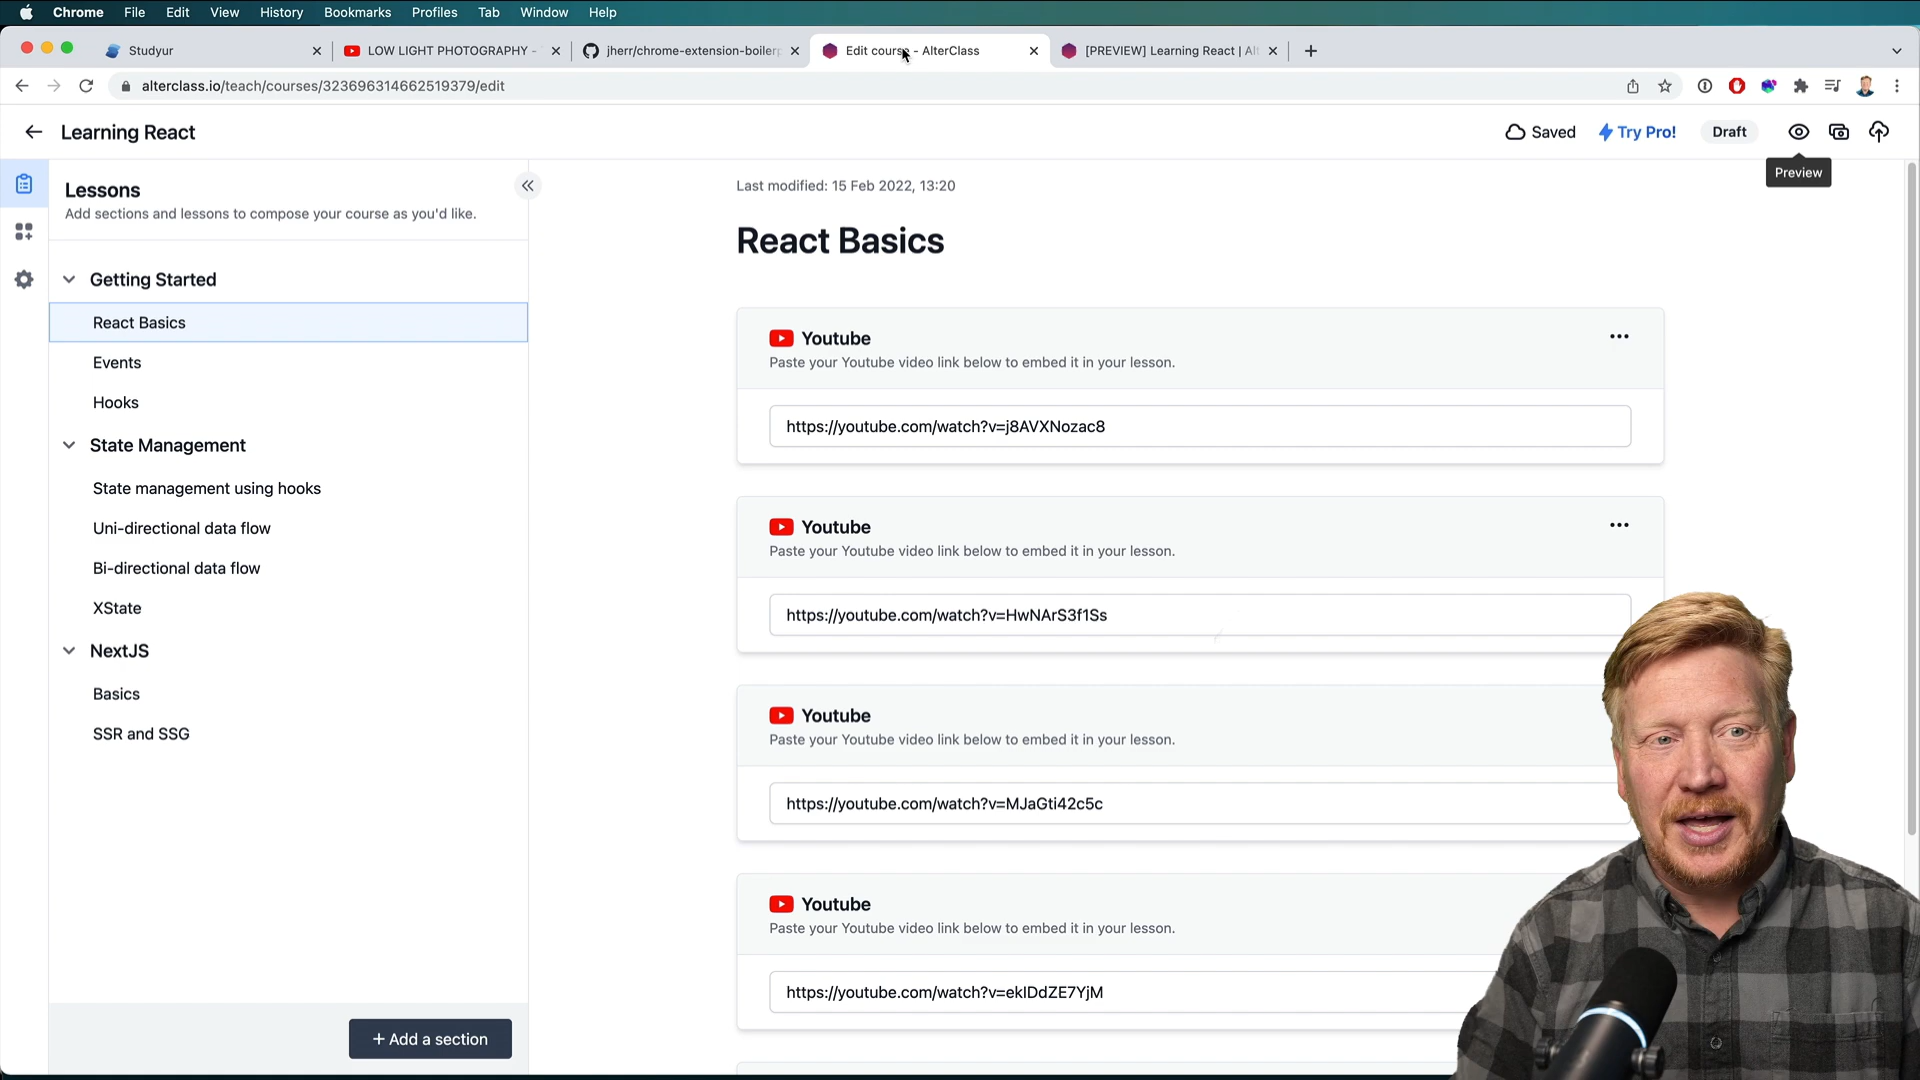 Chrome File Edit View History Bookmarks Profiles Tab Window Help
Studyur
LOW LIGHT PHOTOGRAPHY -
jherr/chrome-extension-boilerp
Edit course - AlterClass
[PREVIEW] Learning React | Alt
alterclass.io/teach/courses/323696314662519379/edit
Learning React
Saved
Try Pro!
Draft
Preview
Lessons
Add sections and lessons to compose your course as you'd like.
Getting Started
React Basics
Events
Hooks
State Management
State management using hooks
Uni-directional data flow
Bi-directional data flow
XState
NextJS
Basics
SSR and SSG
+ Add a section
Last modified: 15 Feb 2022, 13:20
React Basics
Youtube
Paste your Youtube video link below to embed it in your lesson.
https://youtube.com/watch?v=j8AVXNozac8
Youtube
Paste your Youtube video link below to embed it in your lesson.
https://youtube.com/watch?v=HwNArS3f1Ss
Youtube
Paste your Youtube video link below to embed it in your lesson.
https://youtube.com/watch?v=MJaGti42c5c
Youtube
Paste your Youtube video link below to embed it in your lesson.
https://youtube.com/watch?v=ekIDdZE7YjM